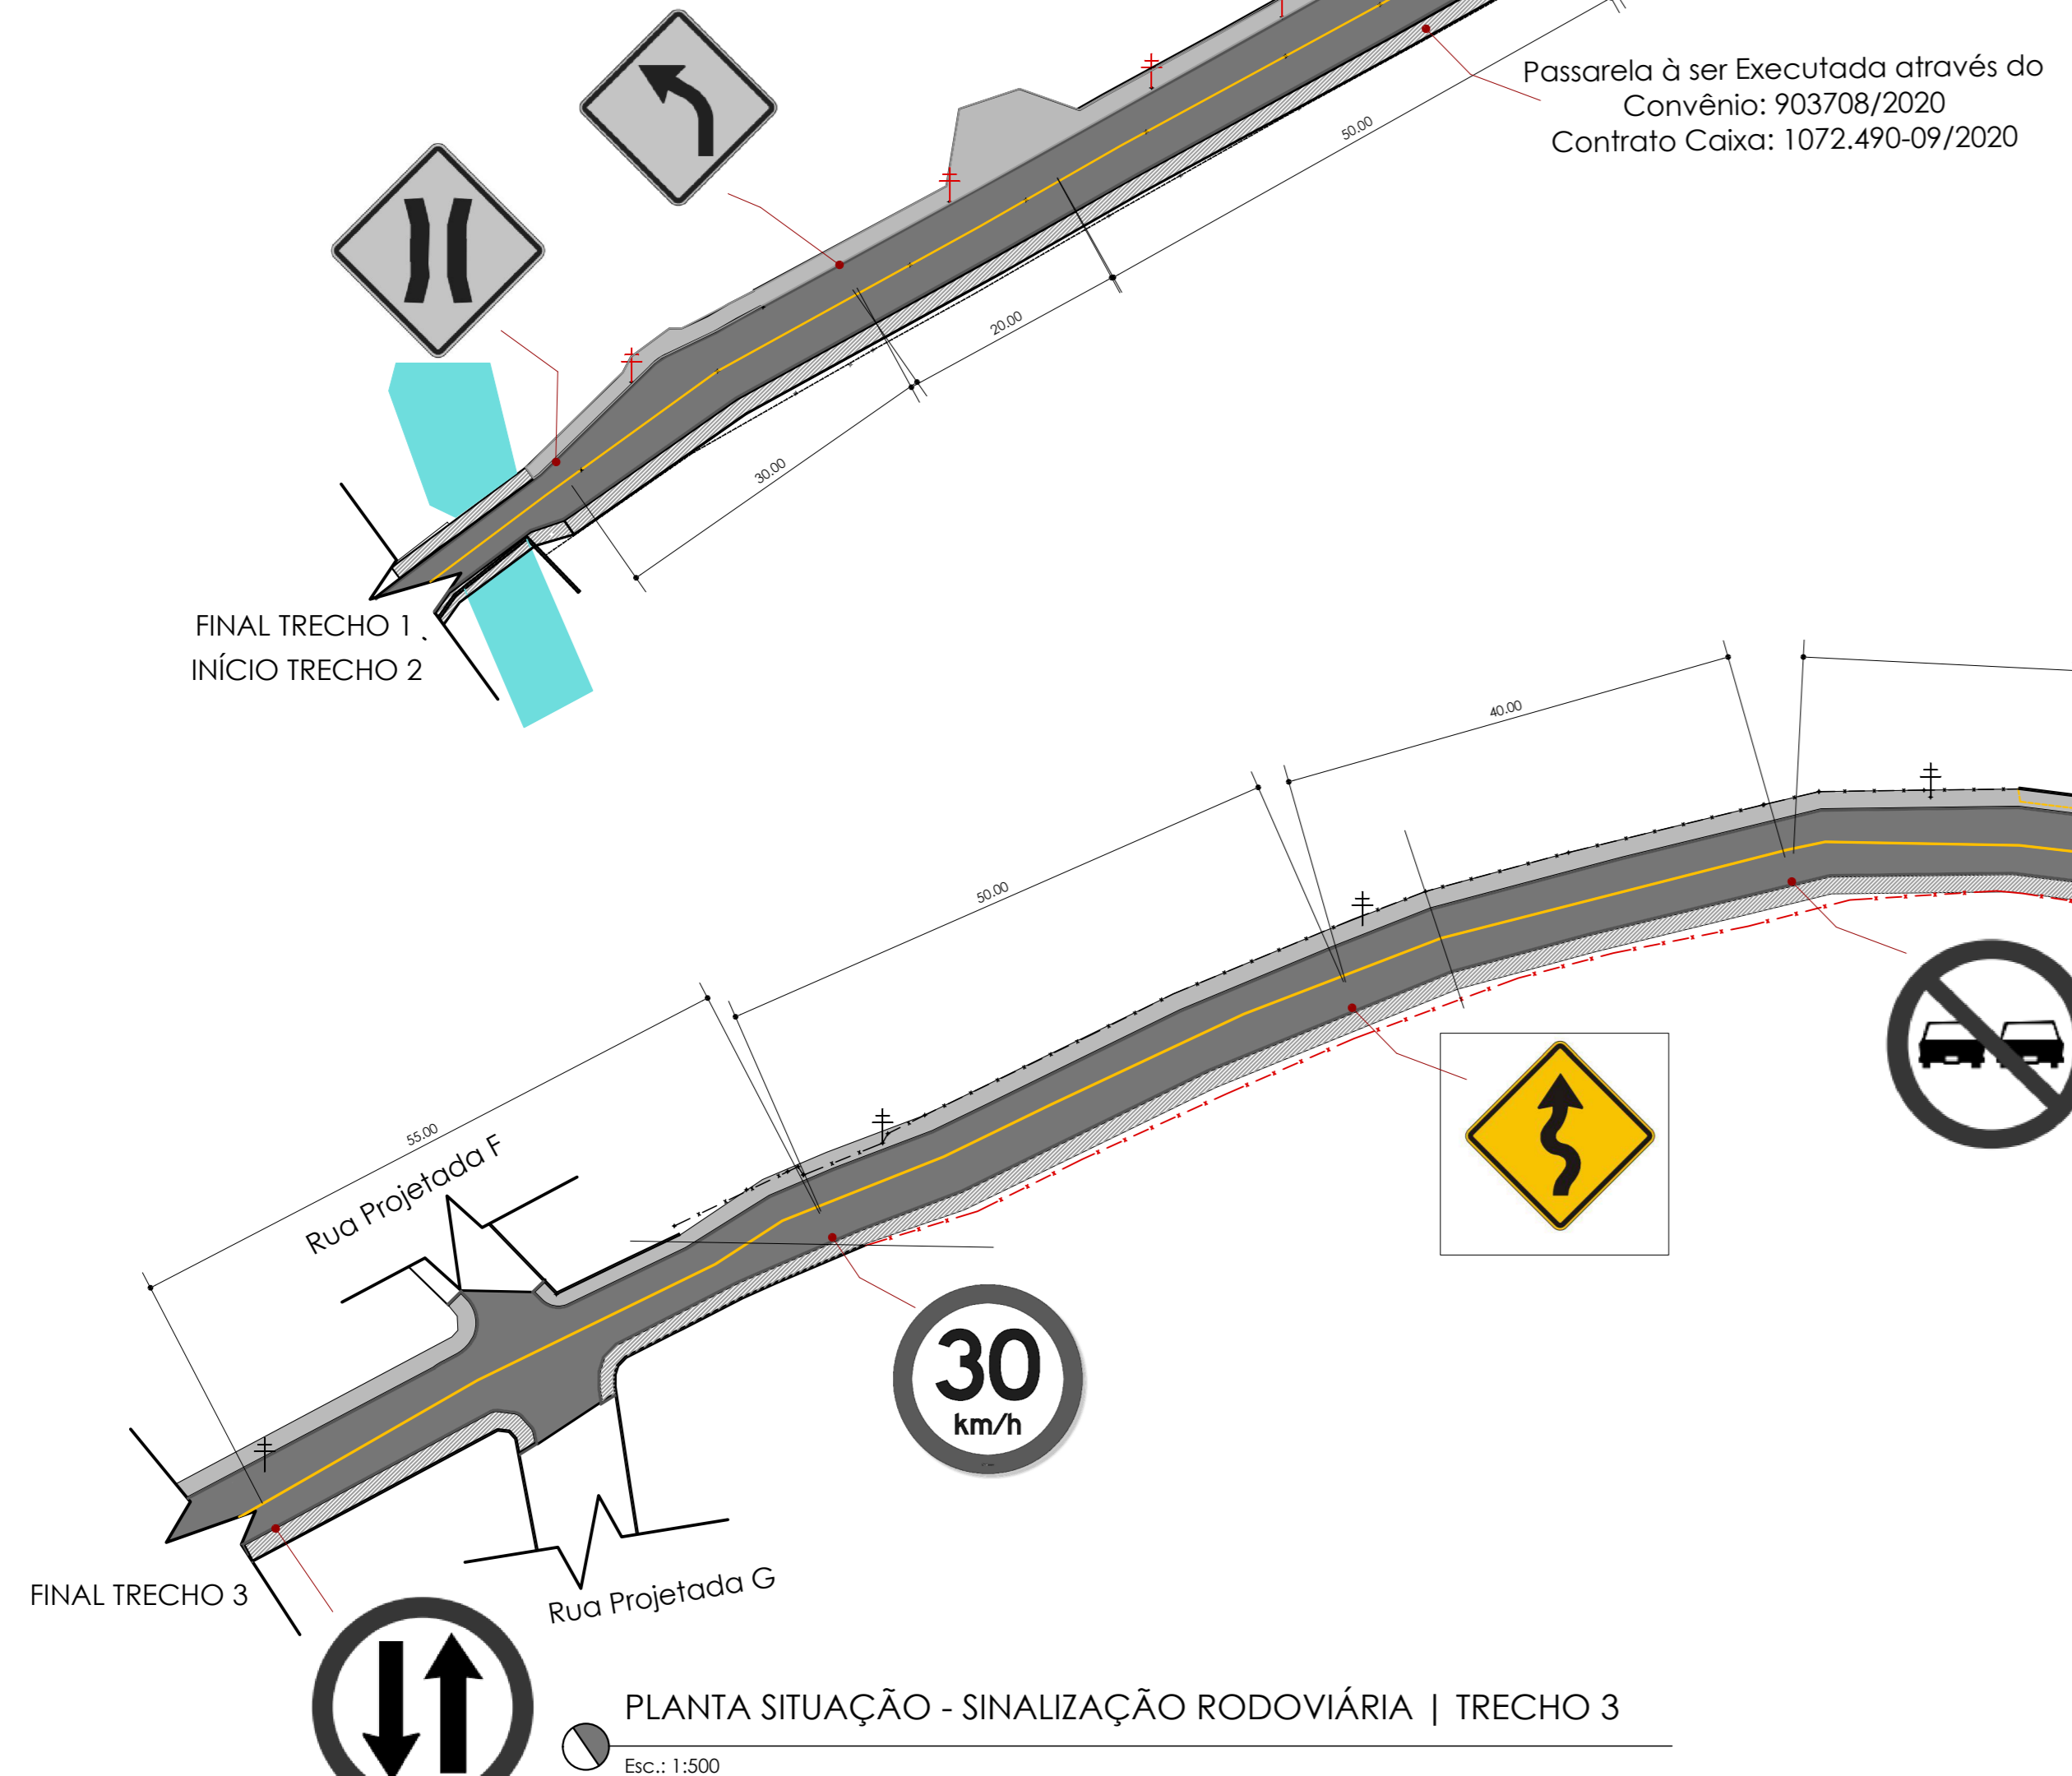 Passarela à ser Executada através do
Convênio: 903708/2020
Contrato Caixa: 1072.490-09/2020
50.00
20.00
30.00
FINAL TRECHO 1
INÍCIO TRECHO 2
40.00
50.00
55.00
Rua Projetada F
30
km/h
FINAL TRECHO 3
Rua Projetada G
PLANTA SITUAÇÃO - SINALIZAÇÃO RODOVIÁRIA | TRECHO 3
Esc.: 1:500